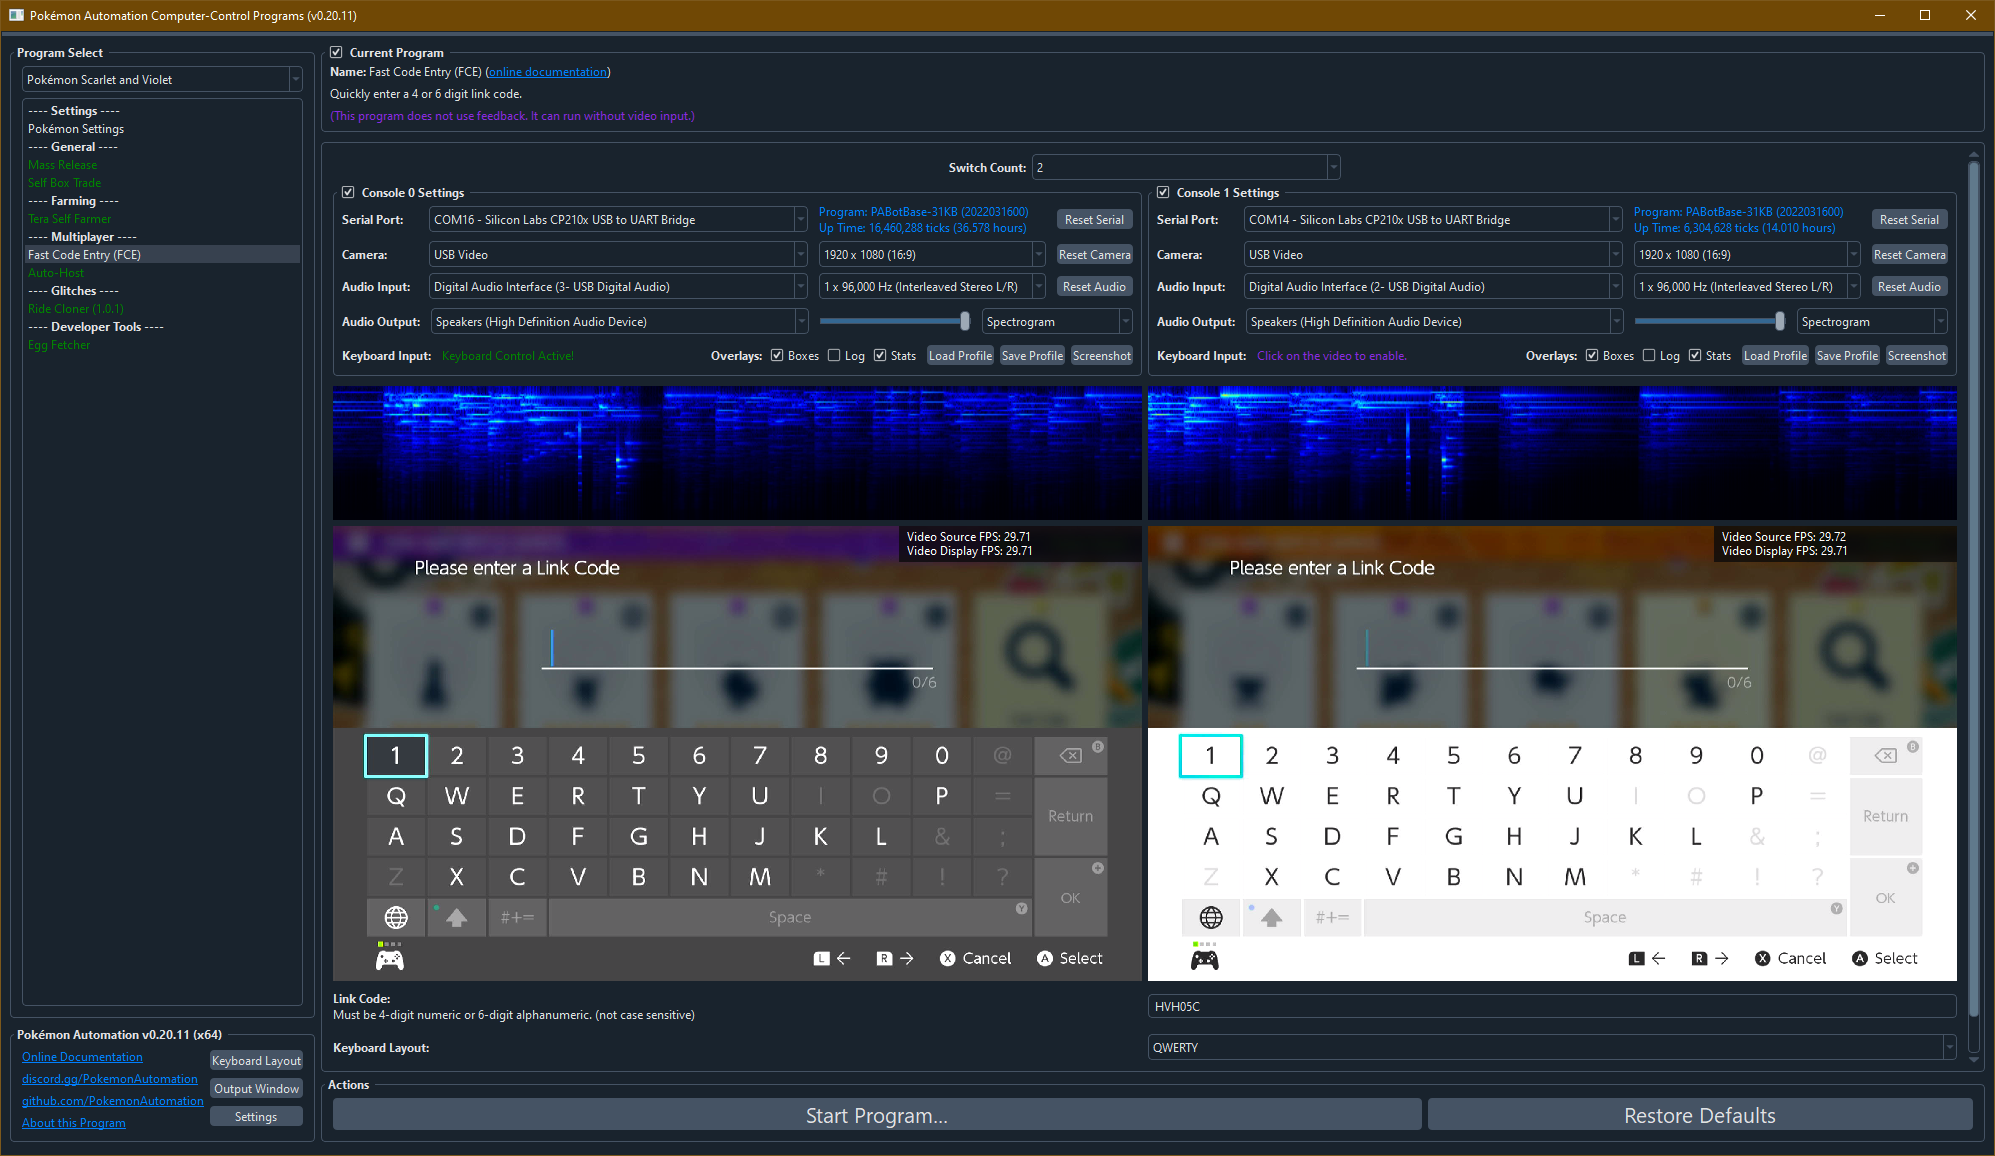 Pokémon Automation Computer-Control Programs (v0.20.11)
Program Select
Pokémon Scarlet and Violet
---- Settings ----
Pokémon Settings
---- General ----
Mass Release
Self Box Trade
---- Farming ----
Tera Self Farmer
---- Multiplayer ----
Fast Code Entry (FCE)
Auto-Host
---- Glitches ----
Ride Cloner (1.0.1)
---- Developer Tools ----
Egg Fetcher
Pokémon Automation v0.20.11 (x64)
Online Documentation
Keyboard Layout
discord.gg/PokemonAutomation
Output Window
github.com/PokemonAutomation
Settings
About this Program
Current Program
Name: Fast Code Entry (FCE) (online documentation)
Quickly enter a 4 or 6 digit link code.
(This program does not use feedback. It can run without video input.)
Switch Count: 2
Console 0 Settings
Serial Port: COM16 - Silicon Labs CP210x USB to UART Bridge
Program: PABotBase-31KB (2022031600)
Up Time: 16,460,288 ticks (36.578 hours)
Reset Serial
Camera: USB Video 1920 x 1080 (16:9) Reset Camera
Audio Input: Digital Audio Interface (3- USB Digital Audio) 1 x 96,000 Hz (Interleaved Stereo L/R) Reset Audio
Audio Output: Speakers (High Definition Audio Device) Spectrogram
Keyboard Input: Keyboard Control Active! Overlays: Boxes Log Stats Load Profile Save Profile Screenshot
Console 1 Settings
Serial Port: COM14 - Silicon Labs CP210x USB to UART Bridge
Program: PABotBase-31KB (2022031600)
Up Time: 6,304,628 ticks (14.010 hours)
Reset Serial
Camera: USB Video 1920 x 1080 (16:9) Reset Camera
Audio Input: Digital Audio Interface (2- USB Digital Audio) 1 x 96,000 Hz (Interleaved Stereo L/R) Reset Audio
Audio Output: Speakers (High Definition Audio Device) Spectrogram
Keyboard Input: Click on the video to enable. Overlays: Boxes Log Stats Load Profile Save Profile Screenshot
Video Source FPS: 29.71
Video Display FPS: 29.71
Please enter a Link Code
0/6
1 2 3 4 5 6 7 8 9 0 @ B
Q W E R T Y U I O P =
Return
A S D F G H J K L & ;
Z X C V B N M * # ! ? +
OK
#+= Space Y
L ← R → X Cancel A Select
Video Source FPS: 29.72
Video Display FPS: 29.71
Please enter a Link Code
0/6
1 2 3 4 5 6 7 8 9 0 @ B
Q W E R T Y U I O P =
Return
A S D F G H J K L & ;
Z X C V B N M * # ! ? +
OK
#+= Space Y
L ← R → X Cancel A Select
Link Code:
Must be 4-digit numeric or 6-digit alphanumeric. (not case sensitive)
HVH05C
Keyboard Layout:
QWERTY
Actions
Start Program...
Restore Defaults